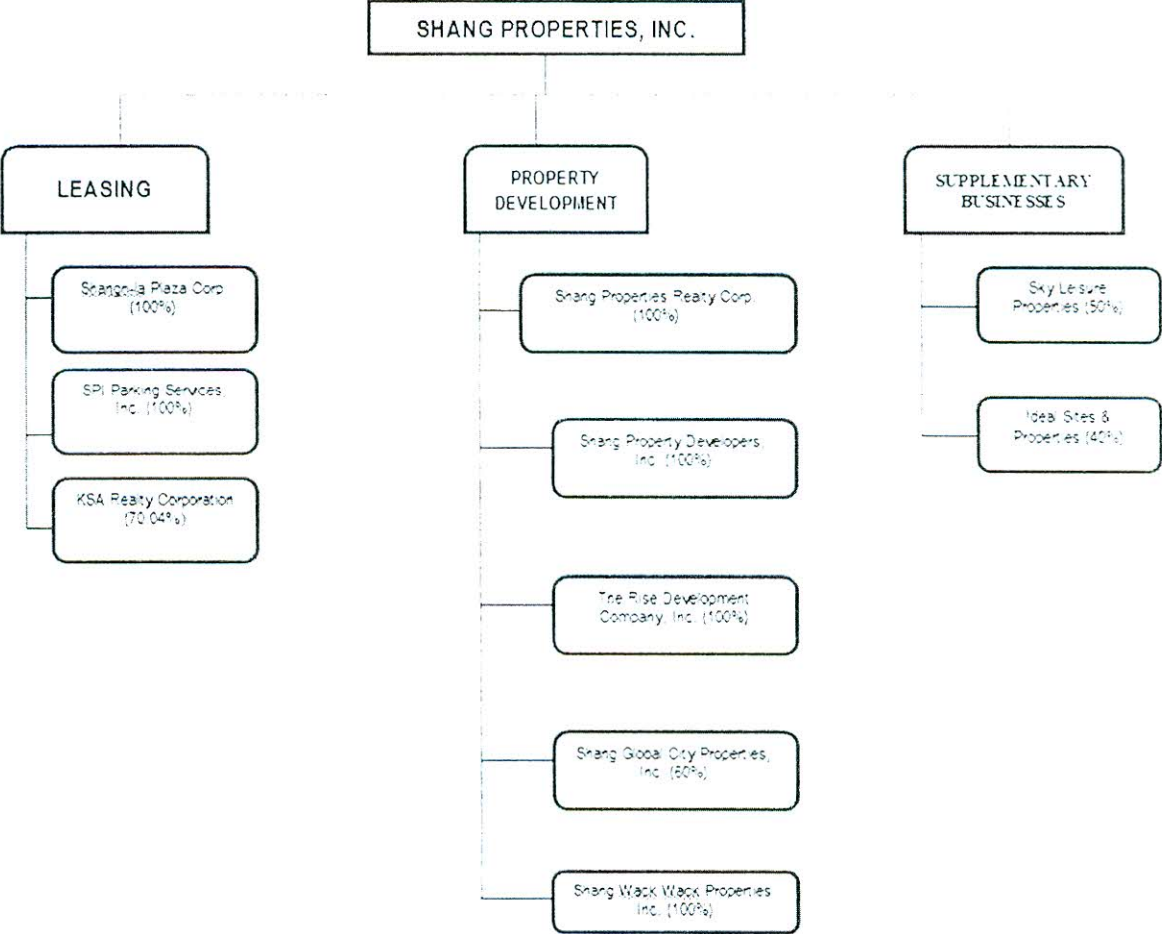 SHANG PROPERTIES, INC.
LEASING
Shangri-la Plaza Corp
(100%)
SPI Parking Services,
Inc. (100%)
KSA Realty Corporation
(70.04%)
PROPERTY
DEVELOPMENT
Shang Properties Realty Corp.
(100%)
Shang Property Developers,
Inc. (100%)
The Rise Development
Company, Inc. (100%)
Shang Global City Properties,
Inc. (60%)
Shang Wack Wack Properties
Inc. (100%)
SUPPLEMENTARY
BUSINESSES
Sky Leisure
Properties (50%)
Ideal Sites &
Properties (40%)